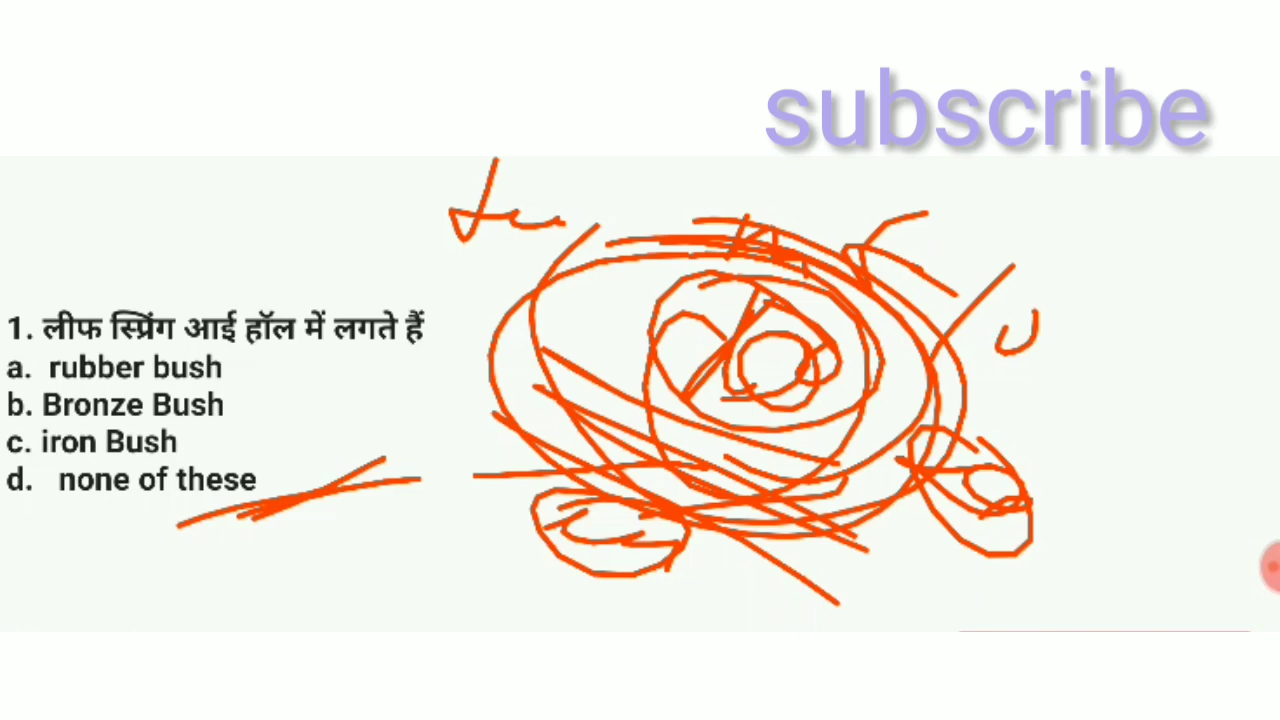 subscribe
1. लीफ स्प्रिंग आई हॉल में लगते हैं
a. rubber bush
b. Bronze Bush
c. iron Bush
d. none of these